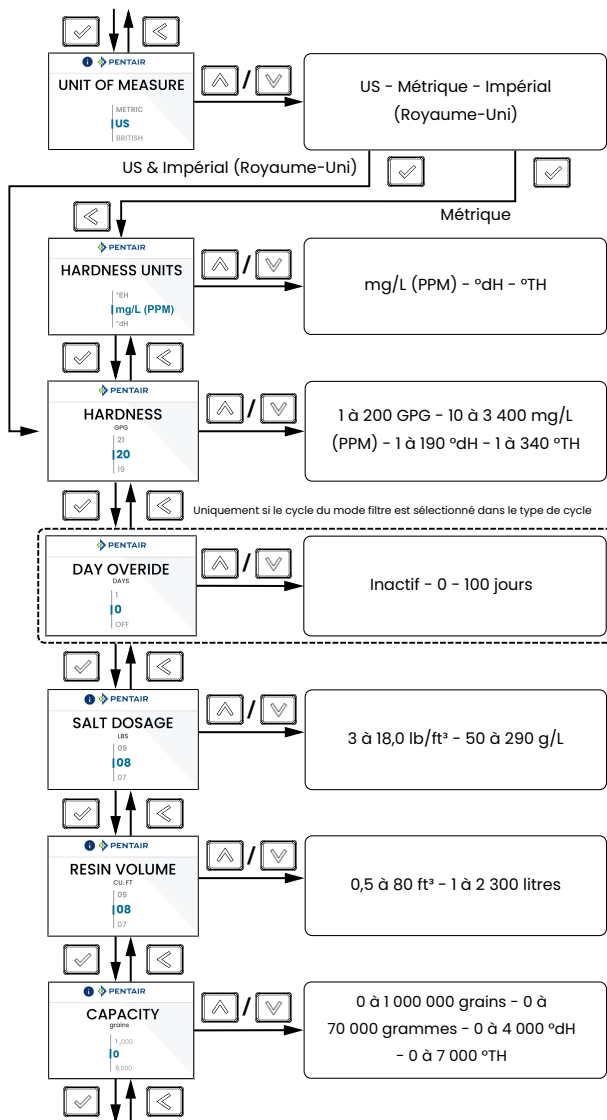 PENTAIR
UNIT OF MEASURE
METRIC
US
BRITISH
/
US - Métrique - Impérial
(Royaume-Uni)
US & Impérial (Royaume-Uni)
Métrique
PENTAIR
HARDNESS UNITS
°EH
mg/L (PPM)
°dH
/
mg/L (PPM) - °dH - °TH
PENTAIR
HARDNESS
GPG
21
20
19
/
1 à 200 GPG - 10 à 3 400 mg/L
(PPM) - 1 à 190 °dH - 1 à 340 °TH
Uniquement si le cycle du mode filtre est sélectionné dans le type de cycle
PENTAIR
DAY OVERIDE
DAYS
1
0
OFF
/
Inactif - 0 - 100 jours
PENTAIR
SALT DOSAGE
LBS
09
08
07
/
3 à 18,0 lb/ft³ - 50 à 290 g/L
PENTAIR
RESIN VOLUME
CU. FT
09
08
07
/
0,5 à 80 ft³ - 1 à 2 300 litres
PENTAIR
CAPACITY
grains
1 ,000
0
9,000
/
0 à 1 000 000 grains - 0 à
70 000 grammes - 0 à 4 000 °dH
- 0 à 7 000 °TH